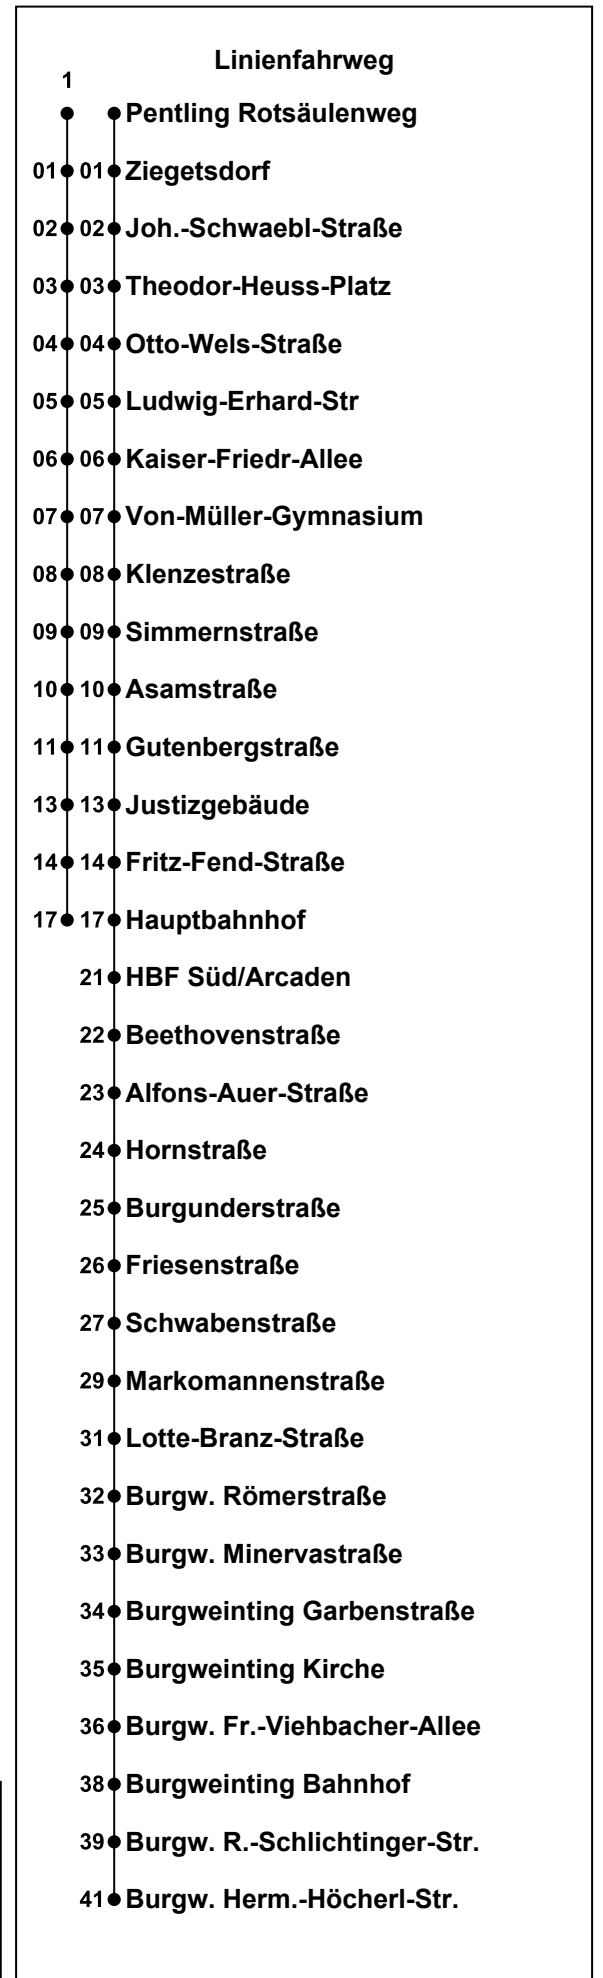 Linienfahrweg
1
Pentling Rotsäulenweg
01 01 Ziegetsdorf
02 02 Joh.-Schwaebl-Straße
03 03 Theodor-Heuss-Platz
04 04 Otto-Wels-Straße
05 05 Ludwig-Erhard-Str
06 06 Kaiser-Friedr-Allee
07 07 Von-Müller-Gymnasium
08 08 Klenzestraße
09 09 Simmernstraße
10 10 Asamstraße
11 11 Gutenbergstraße
13 13 Justizgebäude
14 14 Fritz-Fend-Straße
17 17 Hauptbahnhof
21 HBF Süd/Arcaden
22 Beethovenstraße
23 Alfons-Auer-Straße
24 Hornstraße
25 Burgunderstraße
26 Friesenstraße
27 Schwabenstraße
29 Markomannenstraße
31 Lotte-Branz-Straße
32 Burgw. Römerstraße
33 Burgw. Minervastraße
34 Burgweinting Garbenstraße
35 Burgweinting Kirche
36 Burgw. Fr.-Viehbacher-Allee
38 Burgweinting Bahnhof
39 Burgw. R.-Schlichtinger-Str.
41 Burgw. Herm.-Höcherl-Str.